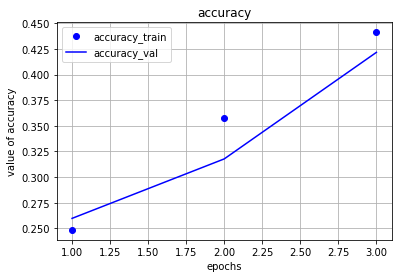 accuracy
0.450
0.425
0.400
0.375
0.350
0.325
0.300
0.275
0.250
value of accuracy
accuracy_train
accuracy_val
1.00 1.25 1.50 1.75 2.00 2.25 2.50 2.75 3.00
epochs